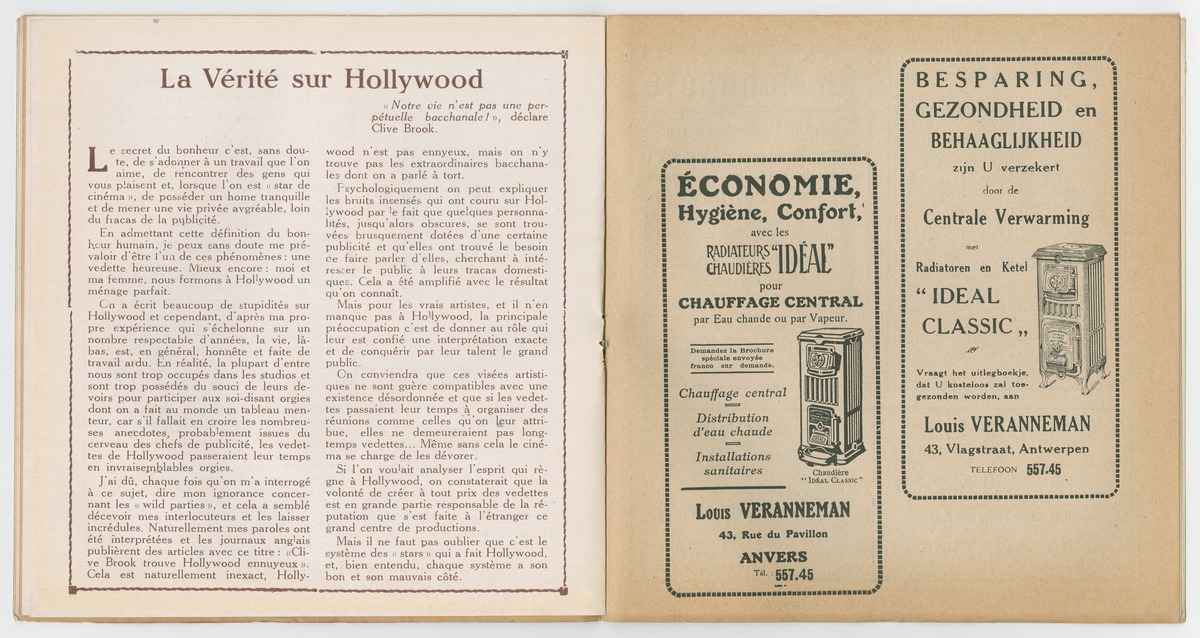 La Vérité sur Hollywood
« Notre vie n'est pas une per-
pétuelle bacchanale! », déclare
Clive Brook.
Le secret du bonheur c'est, sans dou-
te, de s'adonner à un travail que l'on
aime, de rencontrer des gens qui
vous plaisent et, lorsque l'on est « star de
cinéma », de posséder un home tranquille
et de mener une vie privée avgréable, loin
du fracas de la publicité.
En admettant cette définition du bon-
heur humain, je peux sans doute me pré-
valoir d'être l'un de ces phénomènes : une
vedette heureuse. Mieux encore : moi et
ma femme, nous formons à Hollywood un
ménage parfait.
On a écrit beaucoup de stupidités sur
Hollywood et cependant, d'après ma pro-
pre expérience qui s'échelonne sur un
nombre respectable d'années, la vie, là-
bas, est, en général, honnête et faite de
travail ardu. En réalité, la plupart d'entre
nous sont trop occupés dans les studios et
sont trop possédés du souci de leurs de-
voirs pour participer aux soi-disant orgies
dont on a fait au monde un tableau men-
teur, car s'il fallait en croire les nombreu-
ses anecdotes, probablement issues du
cerveau des chefs de publicité, les vedet-
tes de Hollywood passeraient leur temps
en invraisemblables orgies.
J'ai dû, chaque fois qu'on m'a interrogé
à ce sujet, dire mon ignorance concer-
nant les « wild parties », et cela a semblé
décevoir mes interlocuteurs et les laisser
incrédules. Naturellement mes paroles ont
été interprétées et les journaux anglais
publièrent des articles avec ce titre : «Cli-
ve Brook trouve Hollywood ennuyeux ».
Cela est naturellement inexact, Holly-
wood n'est pas ennyeux, mais on n'y
trouve pas les extraordinaires bacchana-
les dont on a parlé à tort.
Psychologiquement on peut expliquer
les bruits insensés qui ont couru sur Hol-
lywood par le fait que quelques personna-
lités, jusqu'alors obscures, se sont trou-
vées brusquement dotées d'une certaine
publicité et qu'elles ont trouvé le besoin
ce faire parler d'elles, cherchant à inté-
resser le public à leurs tracas domesti-
ques. Cela a été amplifié avec le résultat
qu'on connaît.
Mais pour les vrais artistes, et il n'en
manque pas à Hollywood, la principale
préoccupation c'est de donner au rôle qui
leur est confié une interprétation exacte
et de conquérir par leur talent le grand
public.
On conviendra que ces visées artisti-
ques ne sont guère compatibles avec une
existence désordonnée et que si les vedet-
tes passaient leur temps à organiser des
réunions comme celles qu'on leur attri-
bue, elles ne demeureraient pas long-
temps vedettes... Même sans cela le ciné-
ma se charge de les dévorer.
Si l'on voulait analyser l'esprit qui rè-
gne à Hollywood, on constaterait que la
volonté de créer à tout prix des vedettes
est en grande partie responsable de la ré-
putation que s'est faite à l'étranger ce
grand centre de productions.
Mais il ne faut pas oublier que c'est le
système des « stars » qui a fait Hollywood,
et, bien entendu, chaque système a son
bon et son mauvais côté.
ÉCONOMIE,
Hygiène, Confort,
avec les
RADIATEURS
CHAUDIÈRES "IDÉAL"
pour
CHAUFFAGE CENTRAL
par Eau chaude ou par Vapeur.
Demandez la Brochure
spéciale envoyée
franco sur demande.
Chauffage central
Distribution
d'eau chaude
Installations
sanitaires
Chaudière
"IDÉAL CLASSIC"
Louis VERANNEMAN
43, Rue du Pavillon
ANVERS
Tél. 557.45
BESPARING,
GEZONDHEID en
BEHAAGLIJKHEID
zijn U verzekert
door de
Centrale Verwarming
met
Radiatoren en Ketel
“ IDEAL
CLASSIC „
Vraagt het uitlegboekje,
dat U kosteloos zal toe-
gezonden worden, aan
Louis VERANNEMAN
43, Vlagstraat, Antwerpen
TELEFOON 557.45